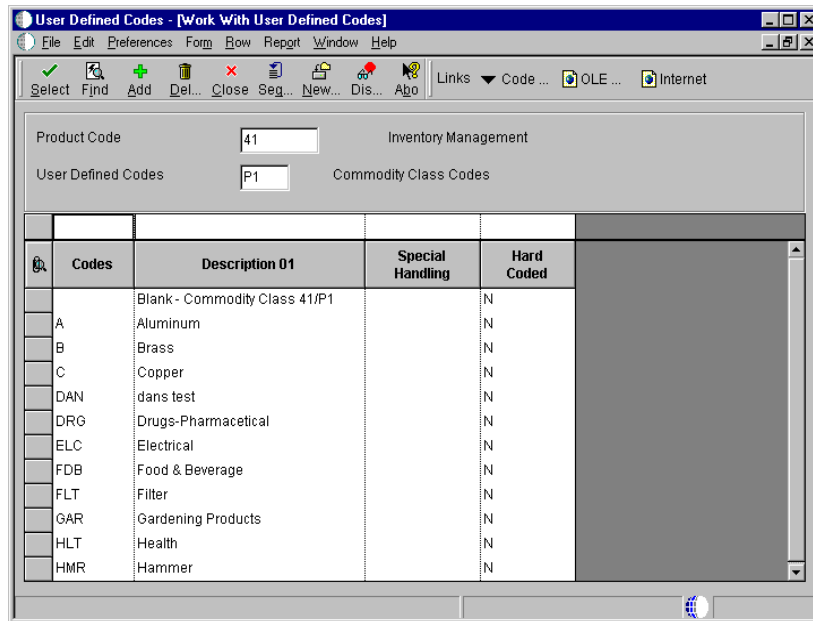 User Defined Codes - [Work With User Defined Codes]
File Edit Preferences Form Row Report Window Help
Select Find Add Del... Close Seq... New... Dis... Abo Links Code ... OLE ... Internet
Product Code 41 Inventory Management
User Defined Codes P1 Commodity Class Codes
Codes Description 01 Special Handling Hard Coded
Blank - Commodity Class 41/P1 N
A Aluminum N
B Brass N
C Copper N
DAN dans test N
DRG Drugs-Pharmacetical N
ELC Electrical N
FDB Food & Beverage N
FLT Filter N
GAR Gardening Products N
HLT Health N
HMR Hammer N